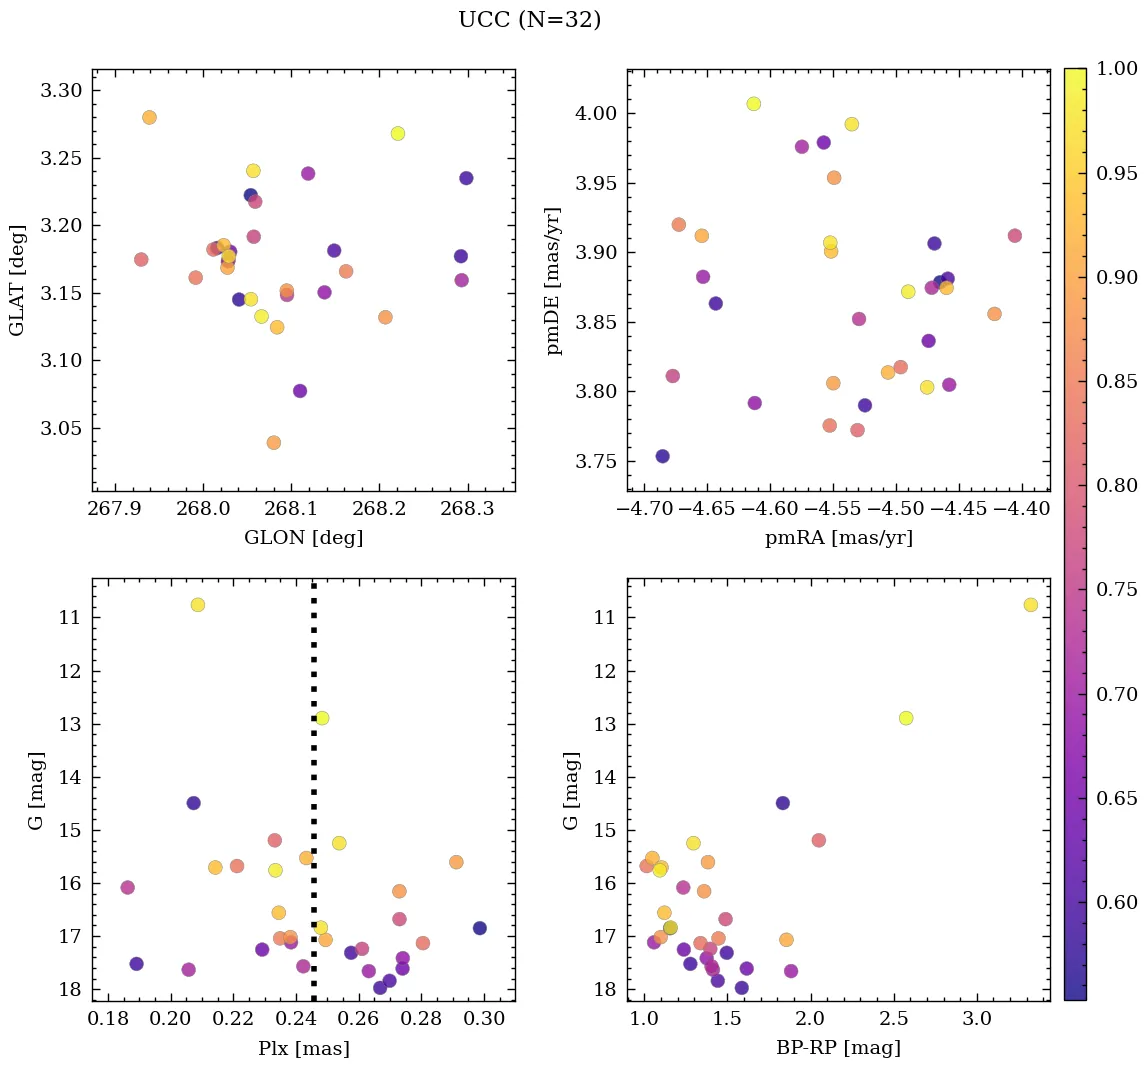 UCC (N=32)
3.30
3.25
3.20
3.15
3.10
3.05
GLAT [deg]
267.9 268.0 268.1 268.2 268.3
GLON [deg]
4.00
3.95
3.90
3.85
3.80
3.75
pmDE [mas/yr]
−4.70 −4.65 −4.60 −4.55 −4.50 −4.45 −4.40
pmRA [mas/yr]
11
12
13
14
15
16
17
18
G [mag]
0.18 0.20 0.22 0.24 0.26 0.28 0.30
Plx [mas]
11
12
13
14
15
16
17
18
G [mag]
1.0 1.5 2.0 2.5 3.0
BP-RP [mag]
1.00
0.95
0.90
0.85
0.80
0.75
0.70
0.65
0.60